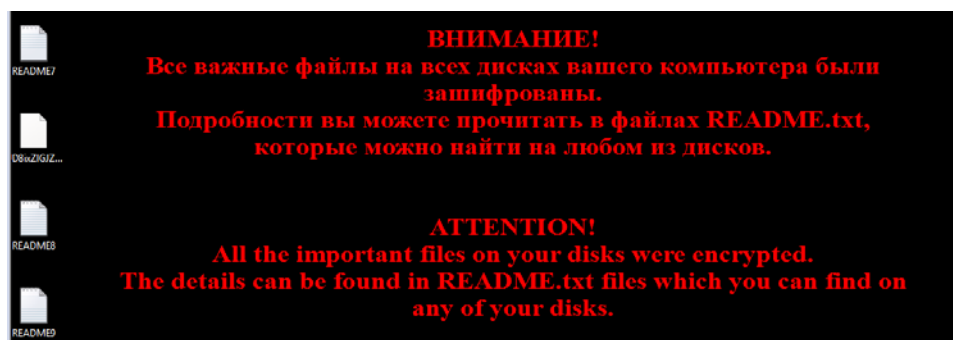 README7
ВНИМАНИЕ!
Все важные файлы на всех дисках вашего компьютера были
зашифрованы.
Подробности вы можете прочитать в файлах README.txt,
которые можно найти на любом из дисков.
README8
ATTENTION!
All the important files on your disks were encrypted.
The details can be found in README.txt files which you can find on
any of your disks.
README9